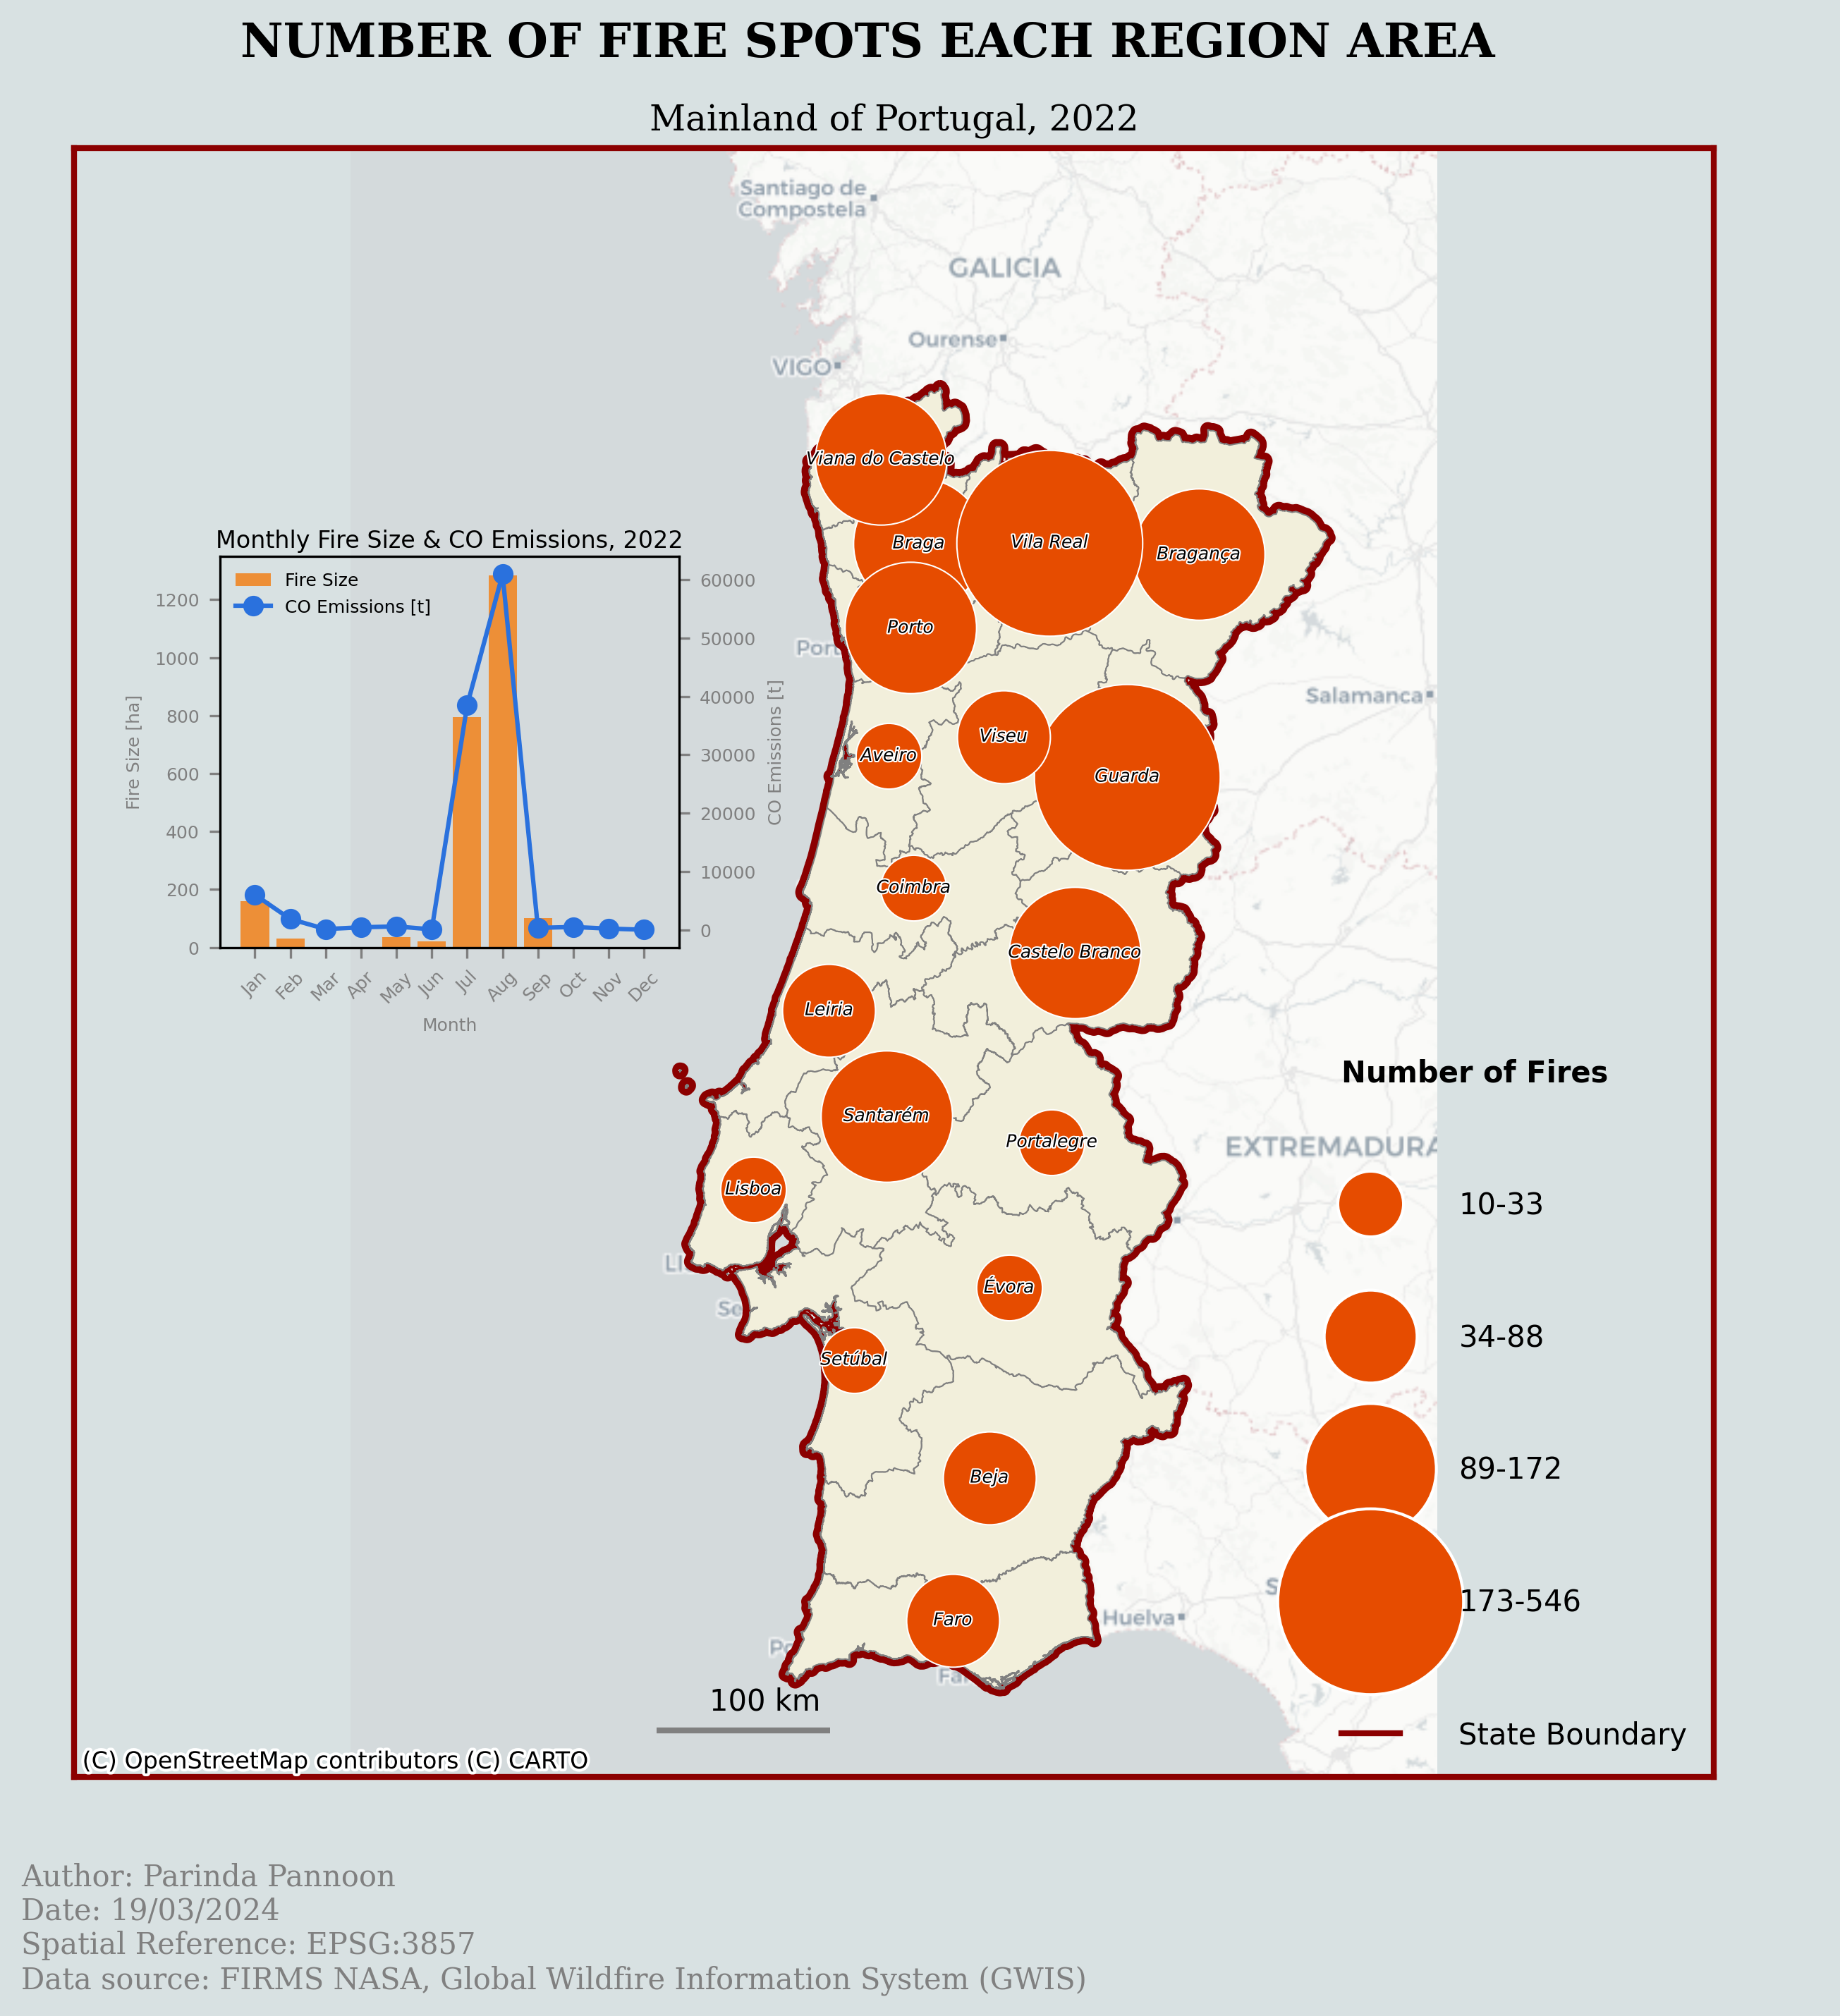 NUMBER OF FIRE SPOTS EACH REGION AREA
Mainland of Portugal, 2022
Santiago de
Compostela
GALICIA
Ourense
VIGO
Viana do Castelo
Braga
Vila Real
Bragança
Porto
Salamanca
Viseu
Aveiro
Guarda
Coimbra
Castelo Branco
Leiria
Santarém
Portalegre
Lisboa
Évora
Setúbal
Beja
Faro
Huelva
EXTREMADURA
Monthly Fire Size & CO Emissions, 2022
Fire Size
CO Emissions [t]
Fire Size [ha]
1200
1000
800
600
400
200
0
CO Emissions [t]
60000
50000
40000
30000
20000
10000
0
Jan
Feb
Mar
Apr
May
Jun
Jul
Aug
Sep
Oct
Nov
Dec
Month
Number of Fires
10-33
34-88
89-172
173-546
State Boundary
100 km
(C) OpenStreetMap contributors (C) CARTO
Author: Parinda Pannoon
Date: 19/03/2024
Spatial Reference: EPSG:3857
Data source: FIRMS NASA, Global Wildfire Information System (GWIS)